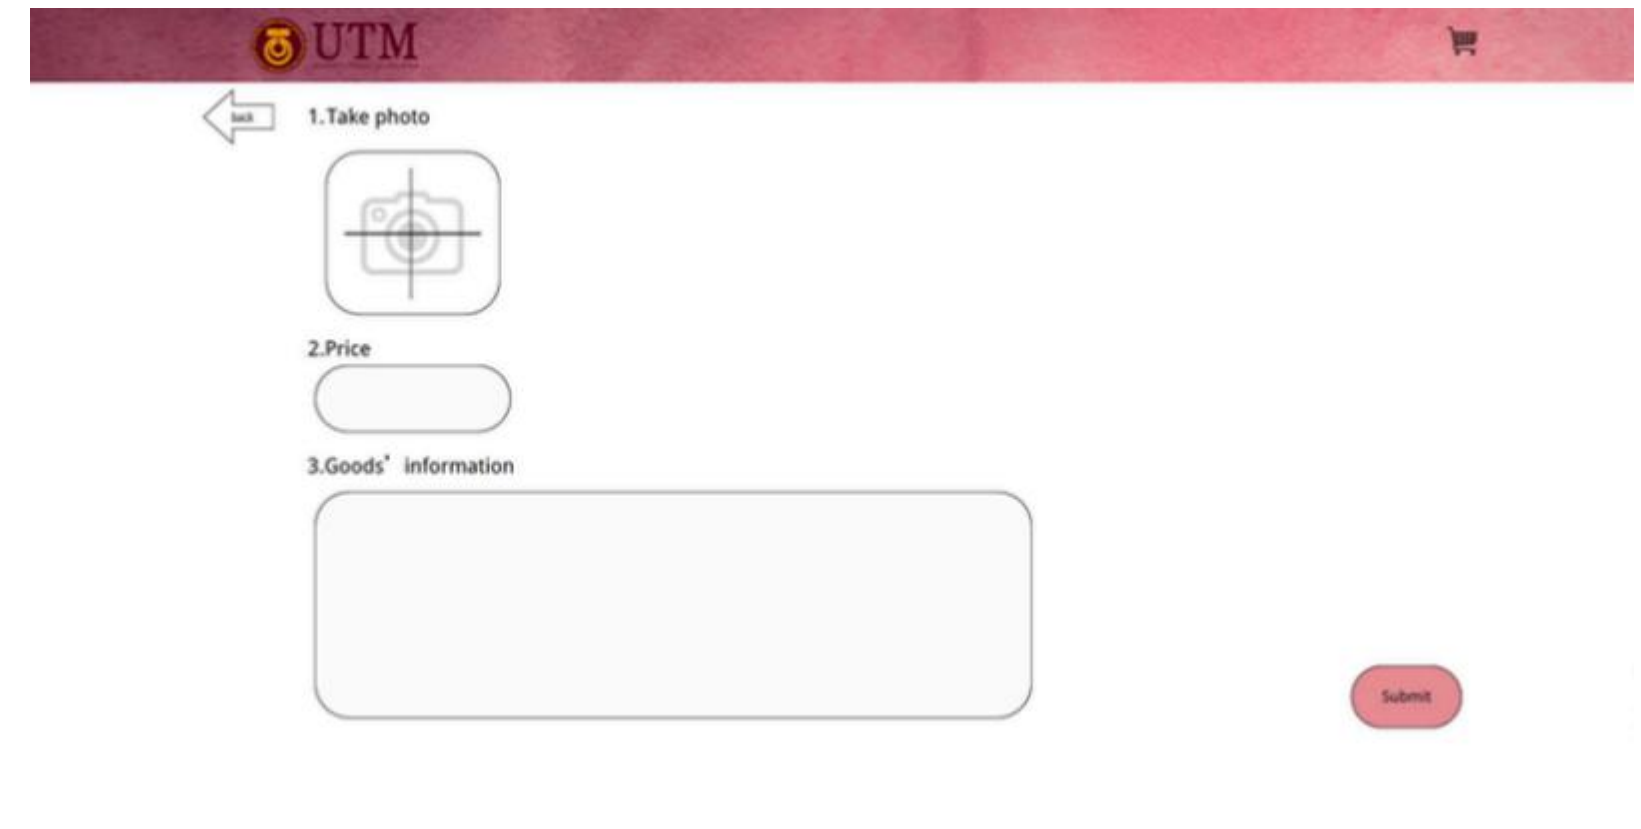 UTM
back
1.Take photo
2.Price
3.Goods' information
Submit